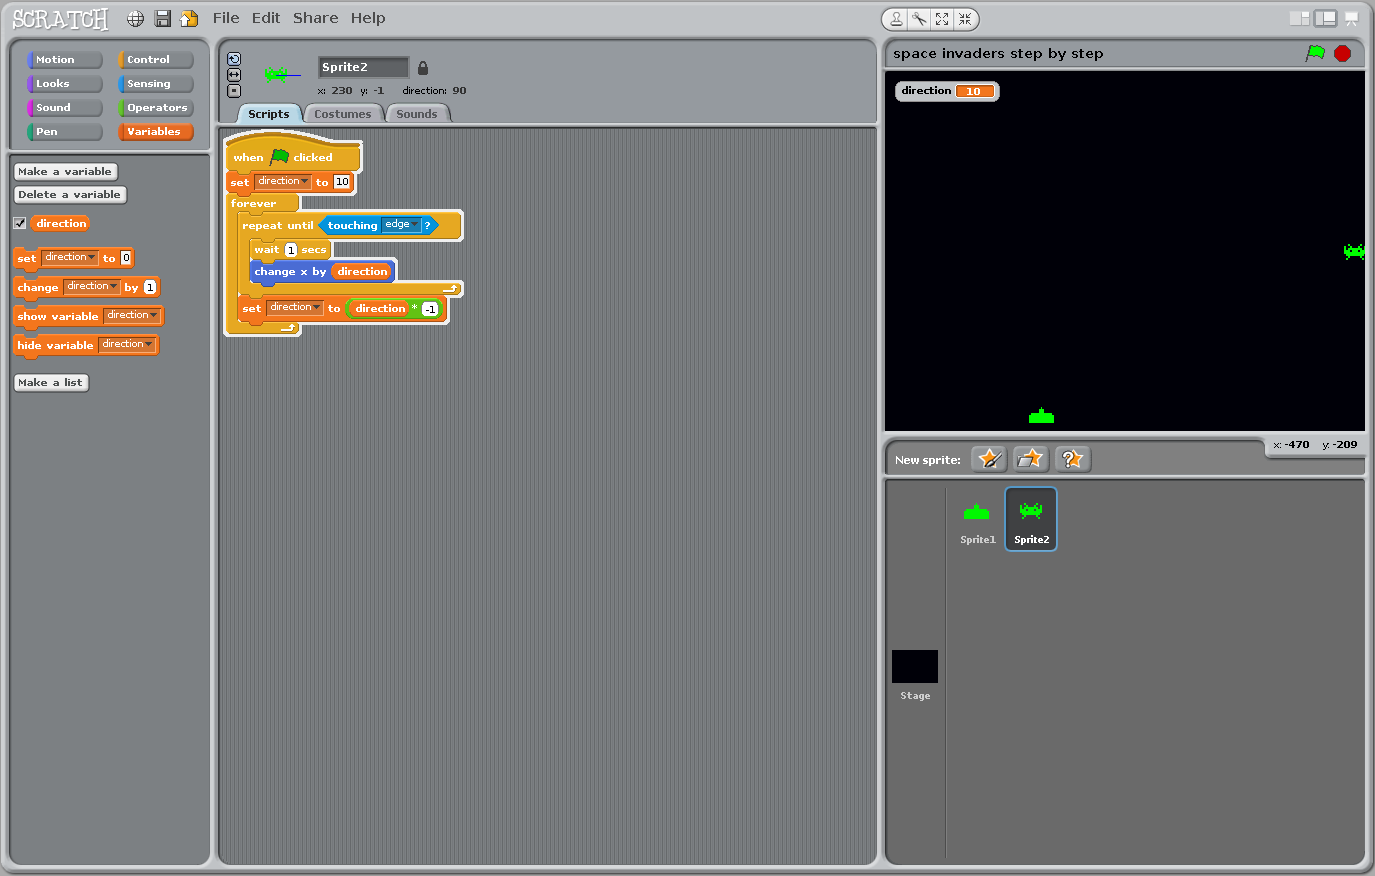 SCRATCH File Edit Share Help
Motion Control
Looks Sensing
Sound Operators
Pen Variables
Make a variable
Delete a variable
direction
set direction to 0
change direction by 1
show variable direction
hide variable direction
Make a list
Sprite2
x: 230 y: -1 direction: 90
Scripts Costumes Sounds
when clicked
set direction to 10
forever
repeat until touching edge ?
wait 1 secs
change x by direction
set direction to direction * -1
space invaders step by step
direction 10
x: -470 y: -209
New sprite:
Sprite1 Sprite2
Stage